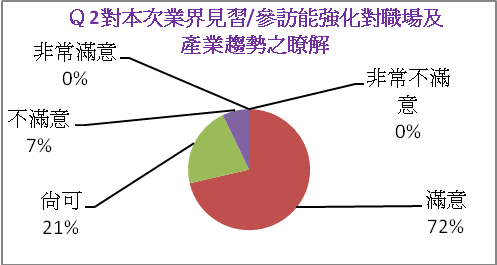 Q 2對本次業界見習/參訪能強化對職場及
產業趨勢之瞭解
非常滿意
0%
非常不滿
意
0%
不滿意
7%
尚可
21%
滿意
72%